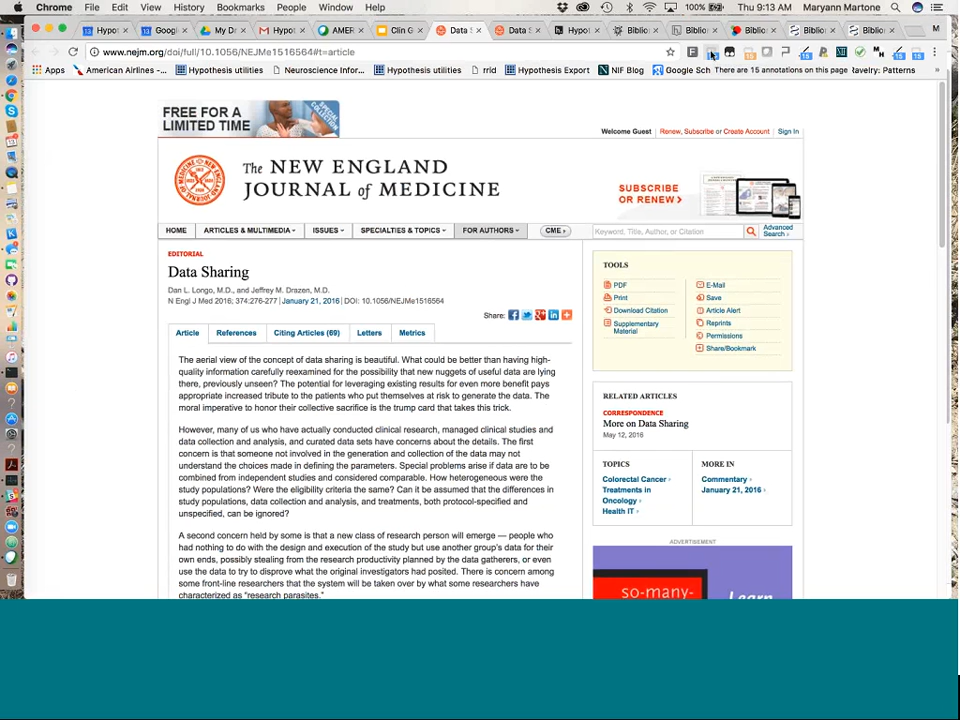 Chrome File Edit View History Bookmarks People Window Help 100% Thu 9:13 AM Maryann Martone
Hypot Googl My D Hypot AMEF Clin G Data S Data S Hypot Biblio Biblio Biblio Biblio Biblio M
www.nejm.org/doi/full/10.1056/NEJMe1516564#t=article
Apps American Airlines - Hypothesis utilities Neuroscience Infor... Hypothesis utilities rrid Hypothesis Export NIF Blog Google Sch There are 15 annotations on this page Ravelry: Patterns »
FREE FOR A
LIMITED TIME
SPECIAL
COLLECTION
Welcome Guest Renew, Subscribe or Create Account Sign In
The NEW ENGLAND
JOURNAL of MEDICINE
SUBSCRIBE
OR RENEW
HOME ARTICLES & MULTIMEDIA ISSUES SPECIALTIES & TOPICS FOR AUTHORS CME Keyword, Title, Author, or Citation Advanced
Search
EDITORIAL
Data Sharing
Dan L. Longo, M.D., and Jeffrey M. Drazen, M.D.
N Engl J Med 2016; 374:276-277 January 21, 2016 DOI: 10.1056/NEJMe1516564
Share:
Article References Citing Articles (69) Letters Metrics
The aerial view of the concept of data sharing is beautiful. What could be better than having high-
quality information carefully reexamined for the possibility that new nuggets of useful data are lying
there, previously unseen? The potential for leveraging existing results for even more benefit pays
appropriate increased tribute to the patients who put themselves at risk to generate the data. The
moral imperative to honor their collective sacrifice is the trump card that takes this trick.
However, many of us who have actually conducted clinical research, managed clinical studies and
data collection and analysis, and curated data sets have concerns about the details. The first
concern is that someone not involved in the generation and collection of the data may not
understand the choices made in defining the parameters. Special problems arise if data are to be
combined from independent studies and considered comparable. How heterogeneous were the
study populations? Were the eligibility criteria the same? Can it be assumed that the differences in
study populations, data collection and analysis, and treatments, both protocol-specified and
unspecified, can be ignored?
A second concern held by some is that a new class of research person will emerge — people who
had nothing to do with the design and execution of the study but use another group's data for their
own ends, possibly stealing from the research productivity planned by the data gatherers, or even
use the data to try to disprove what the original investigators had posited. There is concern among
some front-line researchers that the system will be taken over by what some researchers have
characterized as "research parasites."
TOOLS
PDF E-Mail
Print Save
Download Citation Article Alert
Supplementary
Material
Reprints
Permissions
Share/Bookmark
RELATED ARTICLES
CORRESPONDENCE
More on Data Sharing
May 12, 2016
TOPICS
Colorectal Cancer
Treatments in
Oncology
Health IT
MORE IN
Commentary
January 21, 2016
ADVERTISEMENT
so-many-
Learn